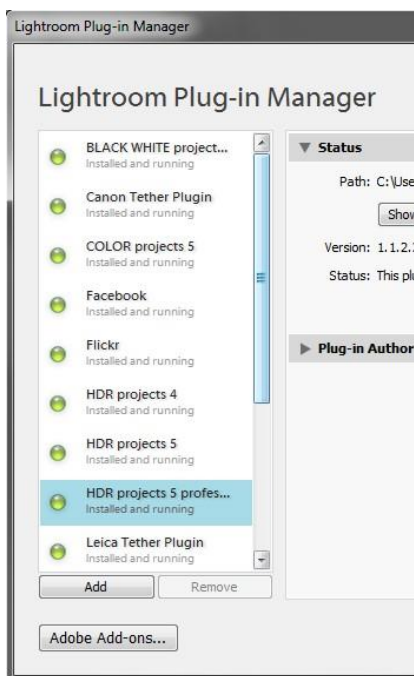 Lightroom Plug-in Manager
Lightroom Plug-in Manager
BLACK WHITE project...
Installed and running
Canon Tether Plugin
Installed and running
COLOR projects 5
Installed and running
Facebook
Installed and running
Flickr
Installed and running
HDR projects 4
Installed and running
HDR projects 5
Installed and running
HDR projects 5 profes...
Installed and running
Leica Tether Plugin
Installed and running
Add
Remove
Adobe Add-ons...
Status
Path: C:\Use
Show
Version: 1.1.2.
Status: This pl
Plug-in Author